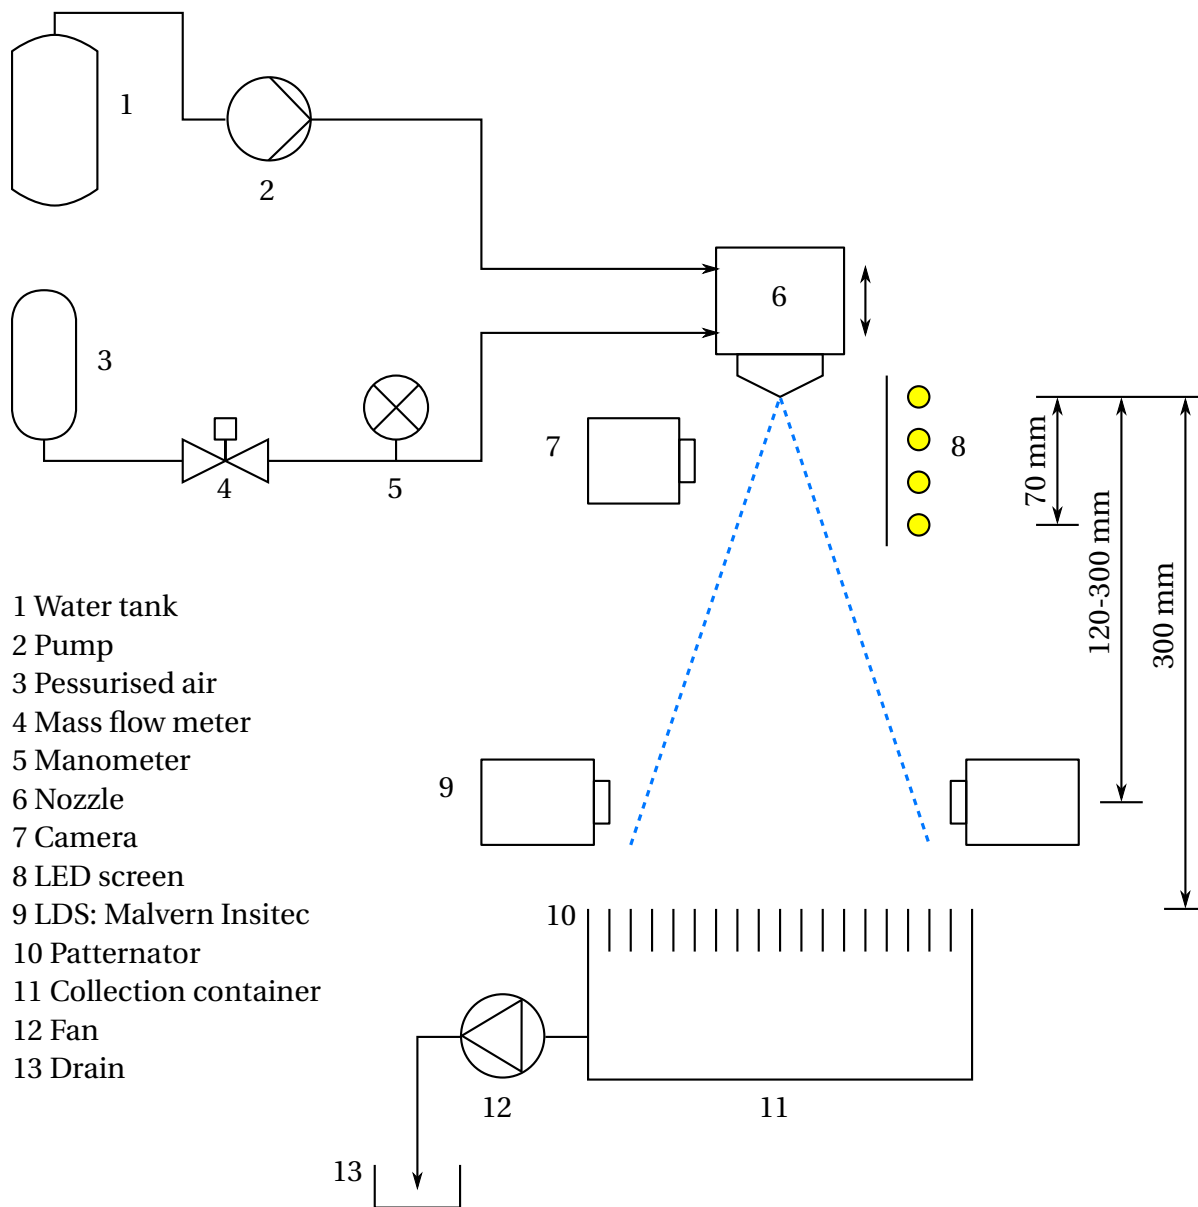 1
2
3
4
5
6
7
8
70 mm
120-300 mm
300 mm
1 Water tank
2 Pump
3 Pessurised air
4 Mass flow meter
5 Manometer
6 Nozzle
7 Camera
8 LED screen
9 LDS: Malvern Insitec
10 Patternator
11 Collection container
12 Fan
13 Drain
9
10
11
12
13